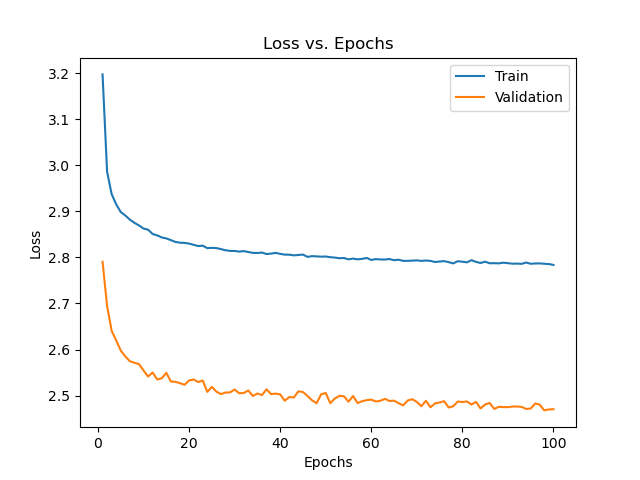 Loss vs. Epochs
Train
Validation
Loss
3.2
3.1
3.0
2.9
2.8
2.7
2.6
2.5
0 20 40 60 80 100
Epochs